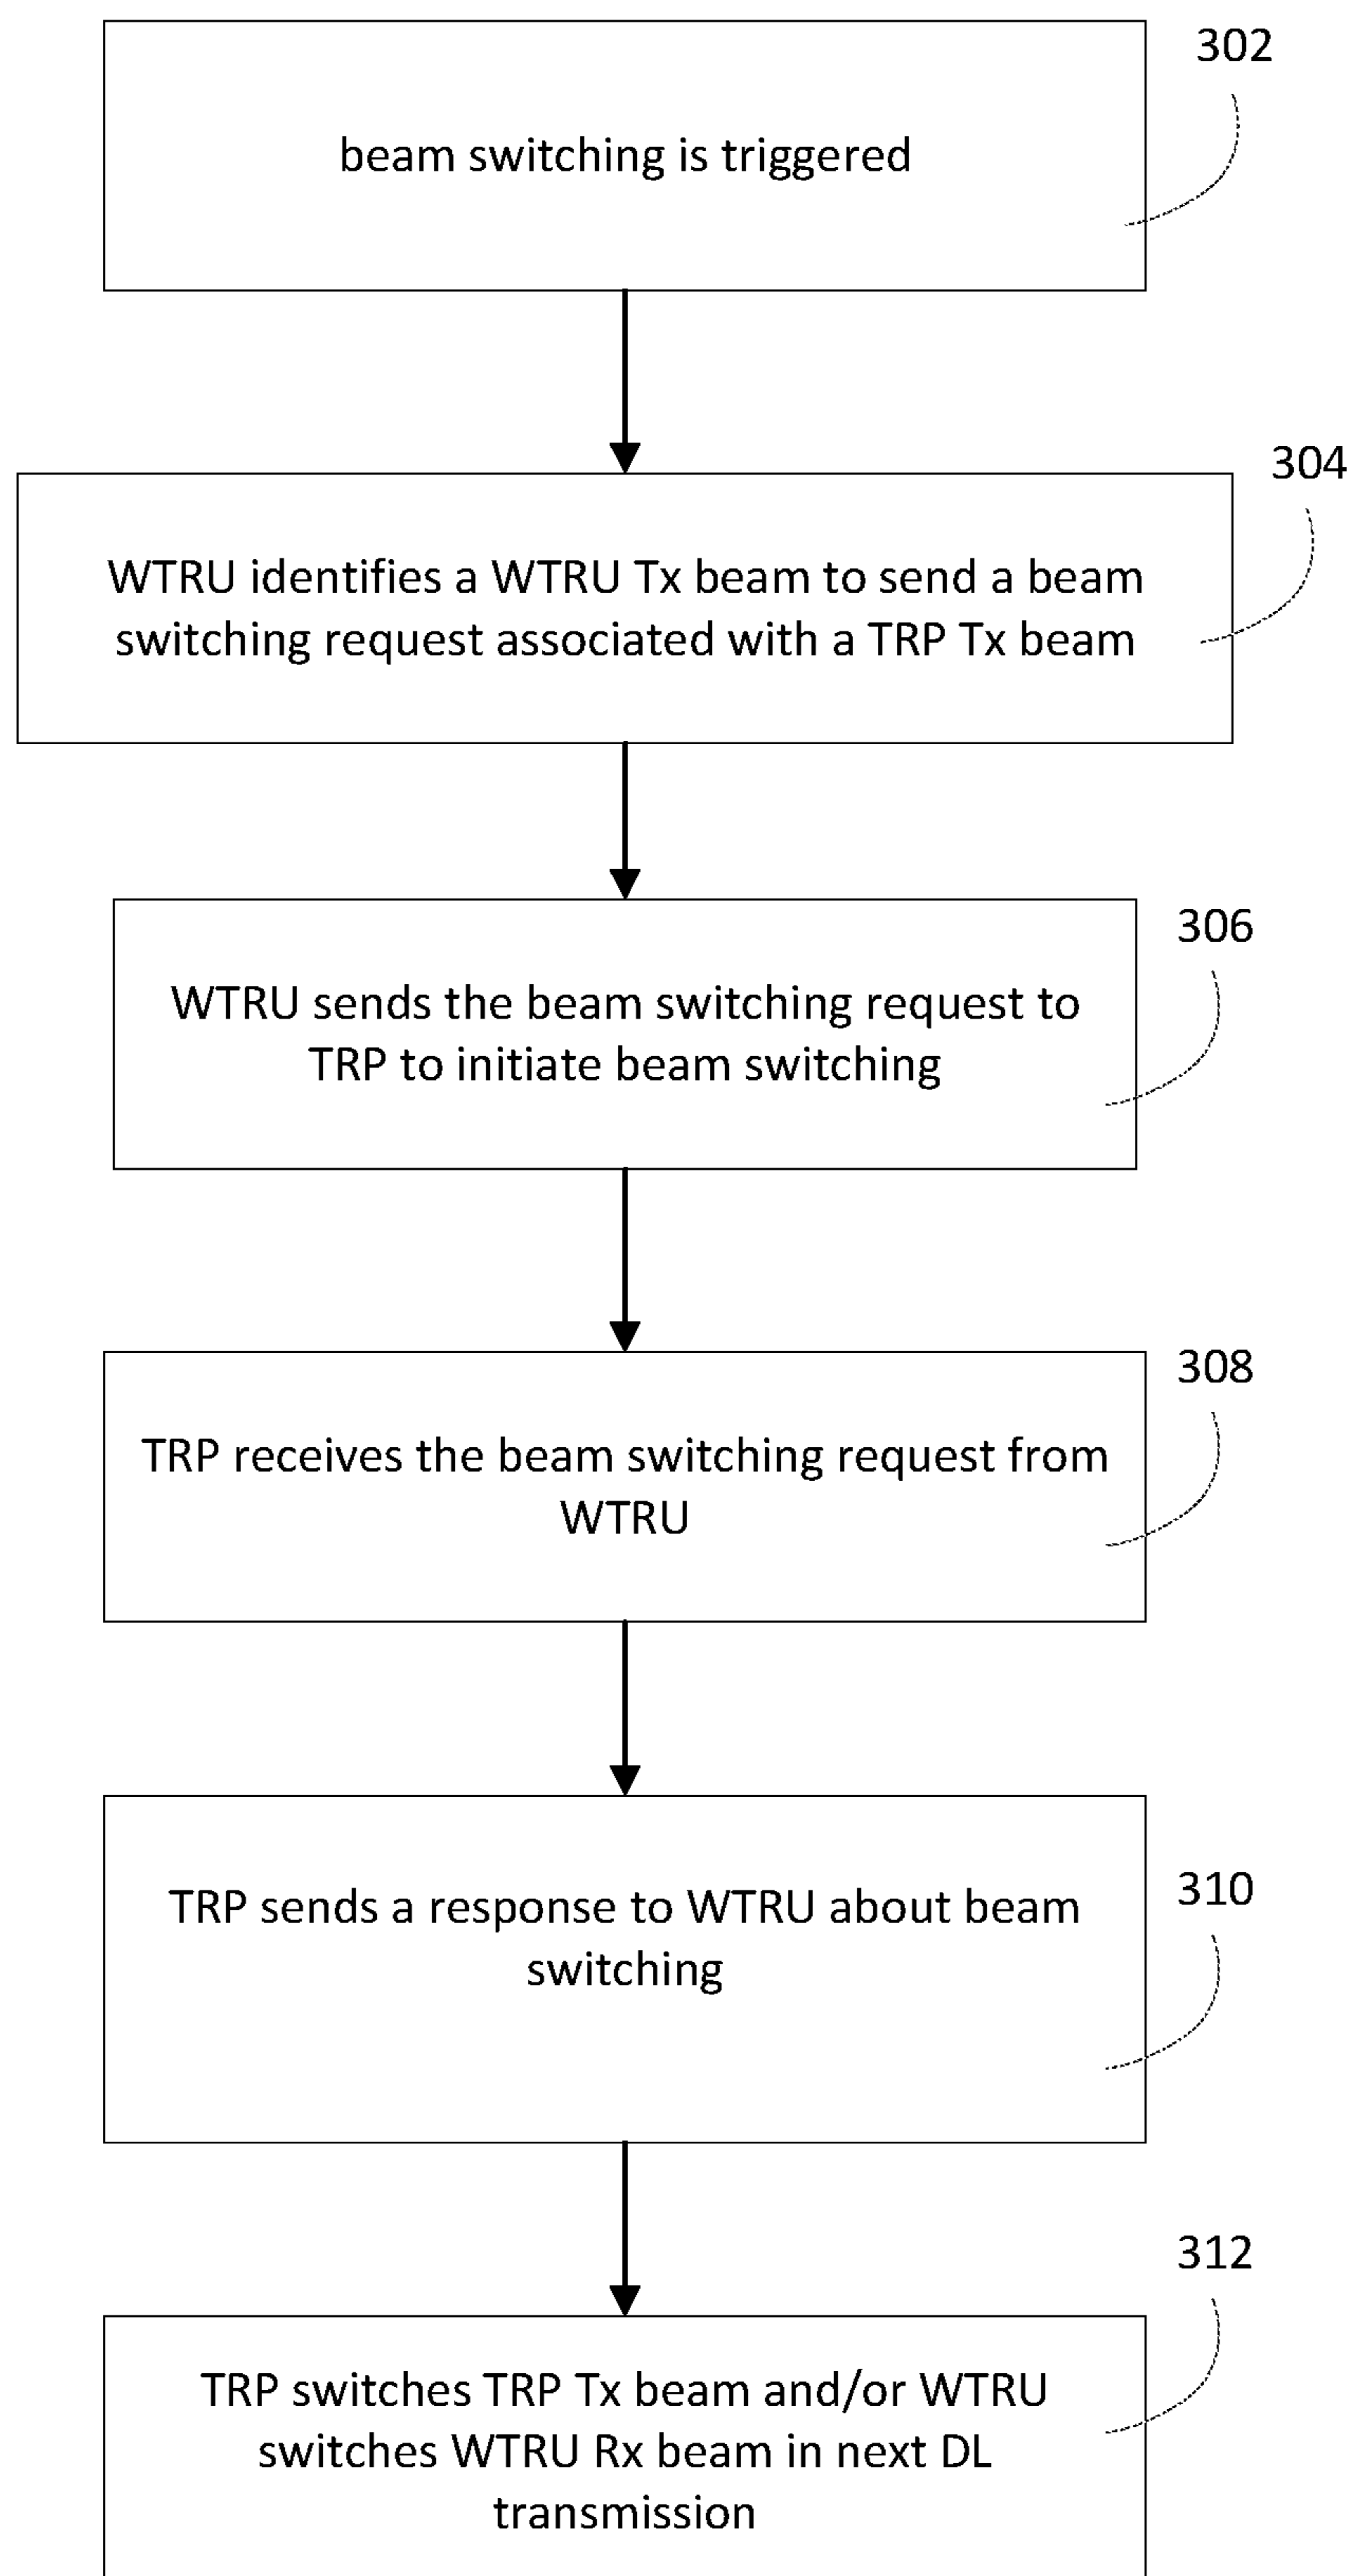 302
beam switching is triggered
304
WTRU identifies a WTRU Tx beam to send a beam
switching request associated with a TRP Tx beam
306
WTRU sends the beam switching request to
TRP to initiate beam switching
308
TRP receives the beam switching request from
WTRU
310
TRP sends a response to WTRU about beam
switching
312
TRP switches TRP Tx beam and/or WTRU
switches WTRU Rx beam in next DL
transmission